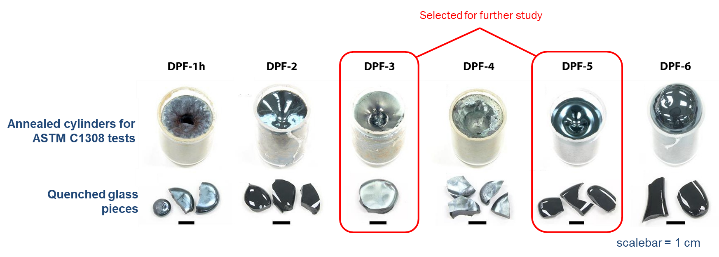 Selected for further study
DPF-1h DPF-2 DPF-3 DPF-4 DPF-5 DPF-6
Annealed cylinders for
ASTM C1308 tests
Quenched glass
pieces
scalebar = 1 cm